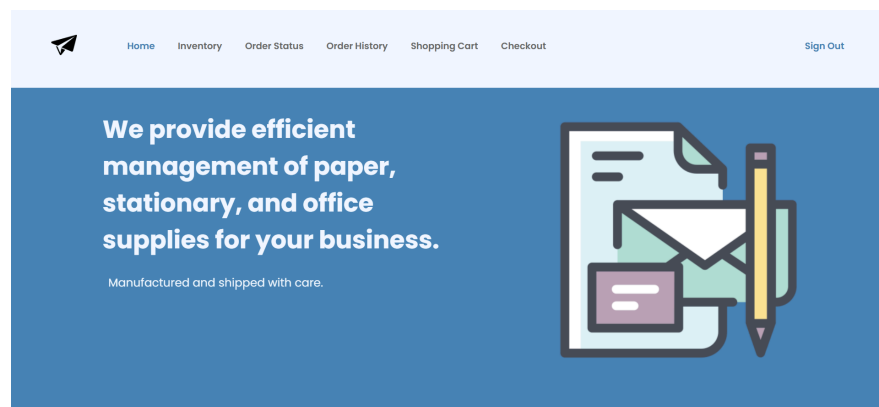 Home Inventory Order Status Order History Shopping Cart Checkout Sign Out
We provide efficient
management of paper,
stationary, and office
supplies for your business.
Manufactured and shipped with care.